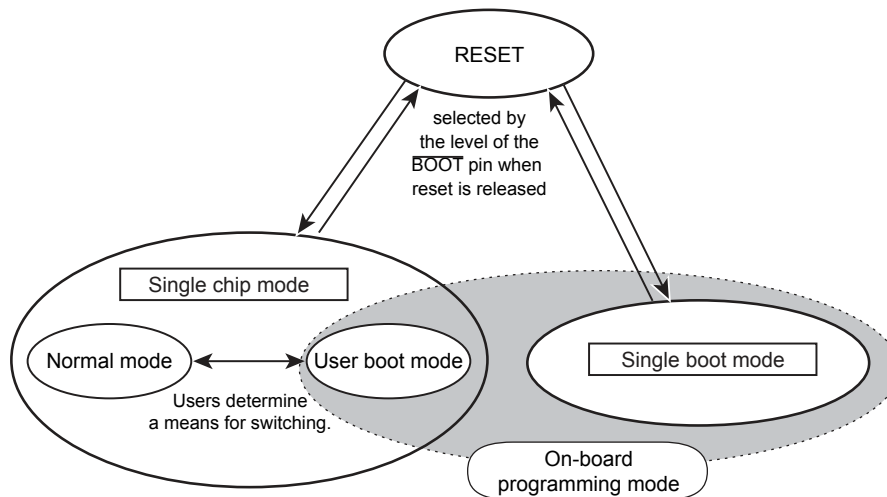 RESET
selected by
the level of the
BOOT pin when
reset is released
Single chip mode
Normal mode
User boot mode
Single boot mode
Users determine
a means for switching.
On-board
programming mode